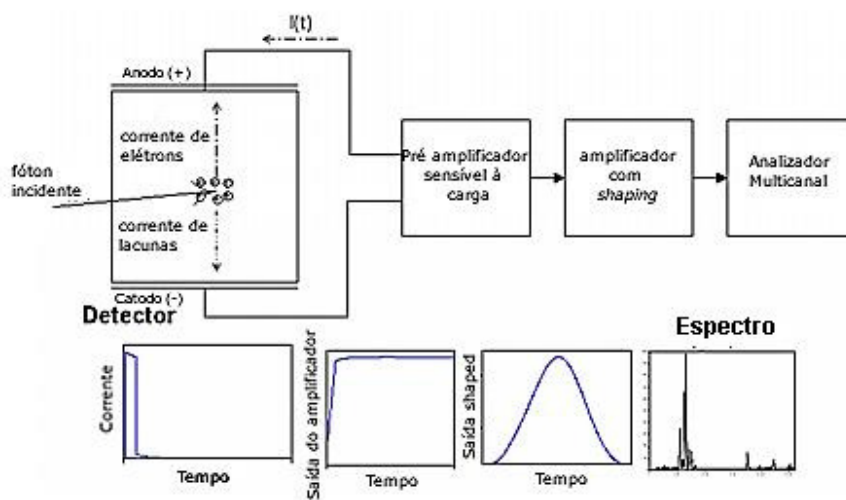 I(t)
Anodo (+)
corrente de
elétrons
fóton
incidente
corrente de
lacunas
Catodo (-)
Detector
Pré amplificador
sensível à
carga
amplificador
com
shaping
Analizador
Multicanal
Espectro
Corrente
Tempo
Saída do amplificador
Tempo
Saída shaped
Tempo